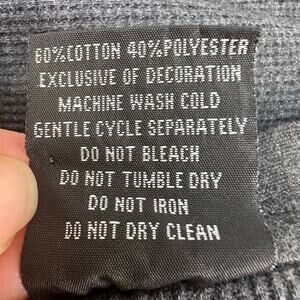 60%COTTON 40%POLYESTER
EXCLUSIVE OF DECORATION
MACHINE WASH COLD
GENTLE CYCLE SEPARATELY
DO NOT BLEACH
DO NOT TUMBLE DRY
DO NOT IRON
DO NOT DRY CLEAN